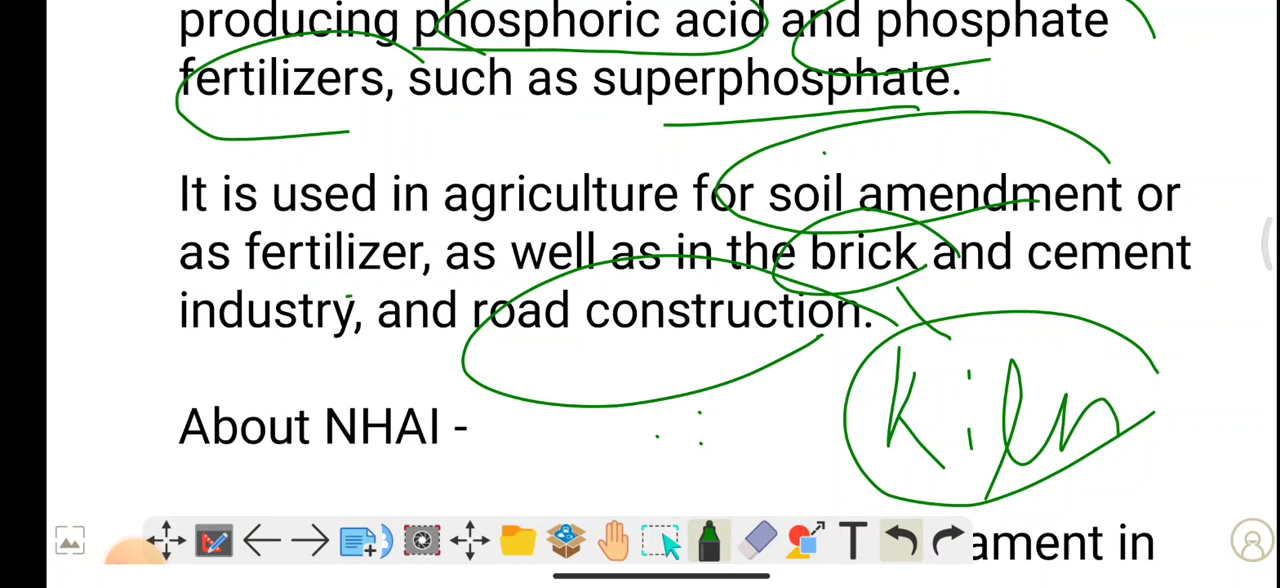 producing phosphoric acid and phosphate
fertilizers, such as superphosphate.
It is used in agriculture for soil amendment or
as fertilizer, as well as in the brick and cement
industry, and road construction.
Kiln
About NHAI -
ament in
T